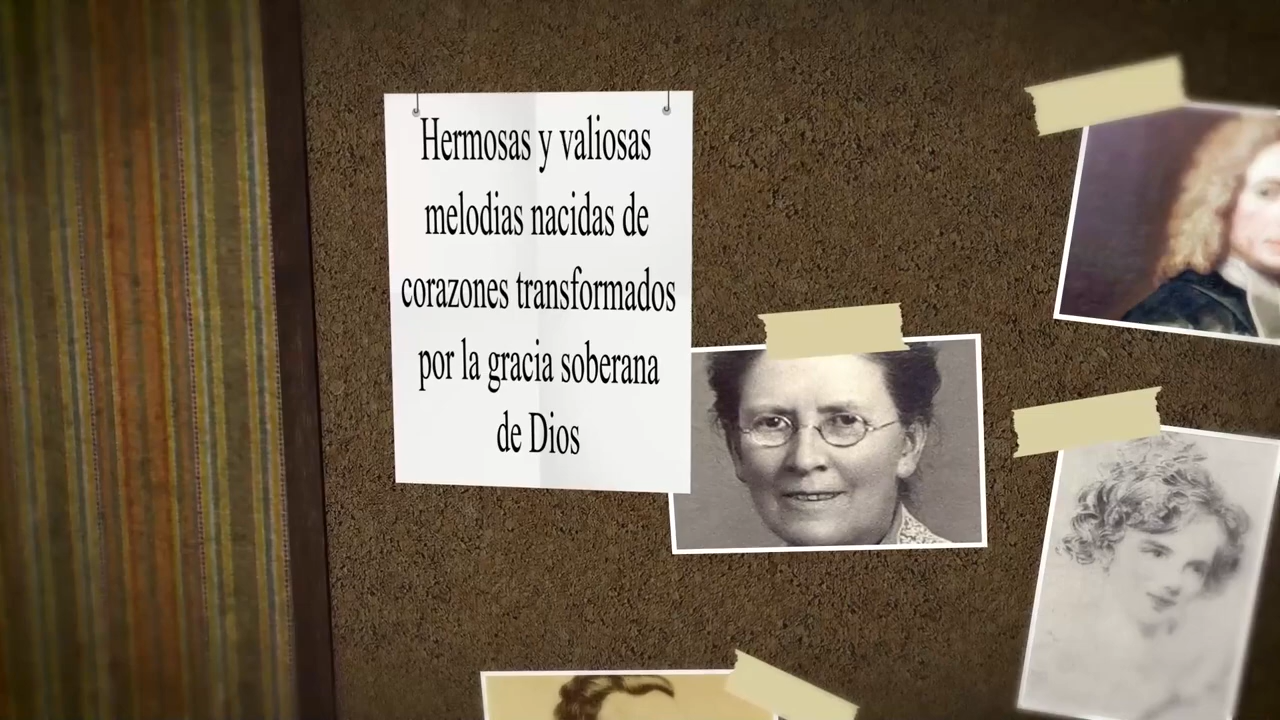 Hermosas y valiosas
melodias nacidas de
corazones transformados
por la gracia soberana
de Dios